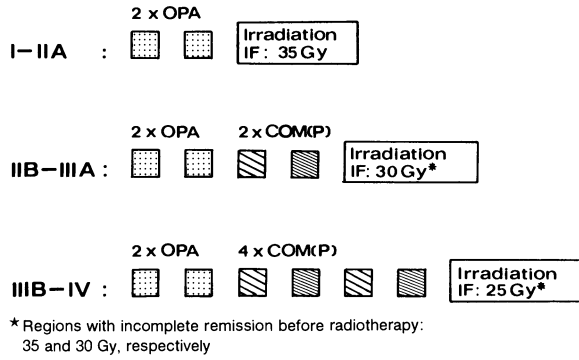 2 x OPA
I-IIA : Irradiation
IF: 35 Gy
2 x OPA 2 x COM(P)
IIB-IIIA : Irradiation
IF: 30 Gy*
2 x OPA 4 x COM(P)
IIIB-IV : Irradiation
IF: 25 Gy*
* Regions with incomplete remission before radiotherapy:
35 and 30 Gy, respectively